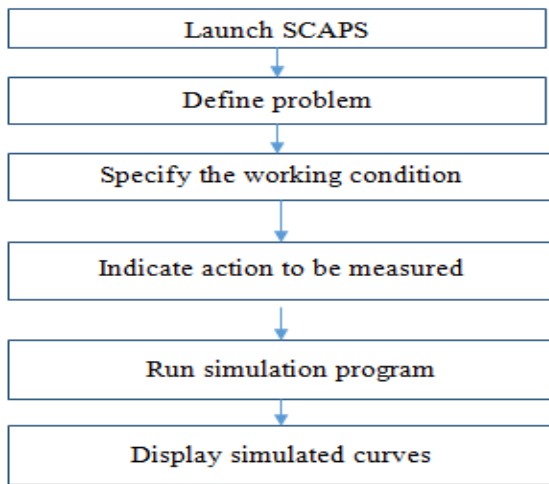 Launch SCAPS
Define problem
Specify the working condition
Indicate action to be measured
Run simulation program
Display simulated curves